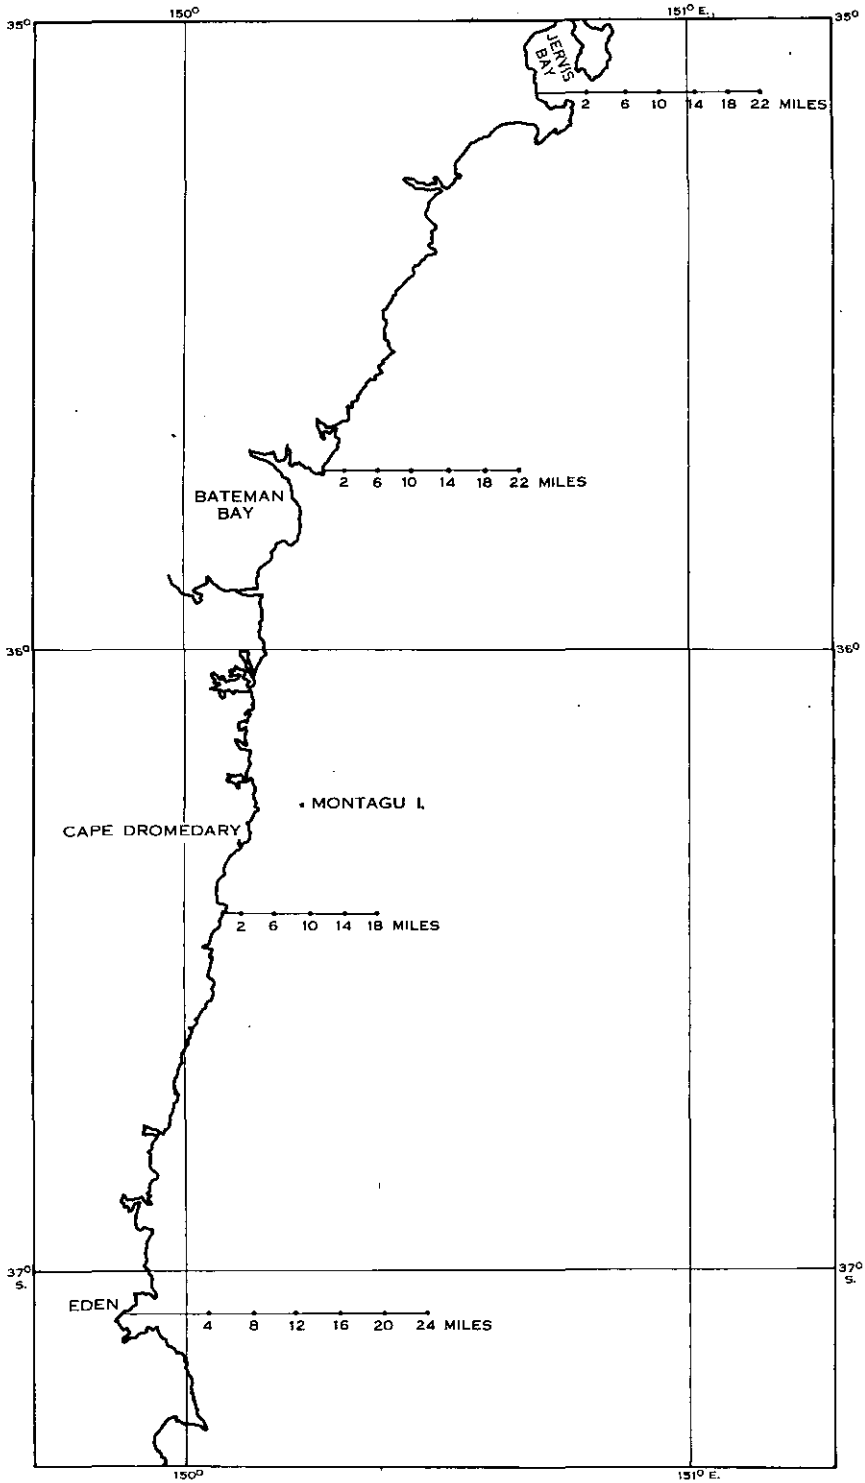 150° 151° E.
35° 35°
JERVIS
BAY
2 6 10 14 18 22 MILES
2 6 10 14 18 22 MILES
BATEMAN
BAY
36° 36°
MONTAGU I.
CAPE DROMEDARY
2 6 10 14 18 MILES
37° 37°
S. S.
EDEN
4 8 12 16 20 24 MILES
150° 151° E.